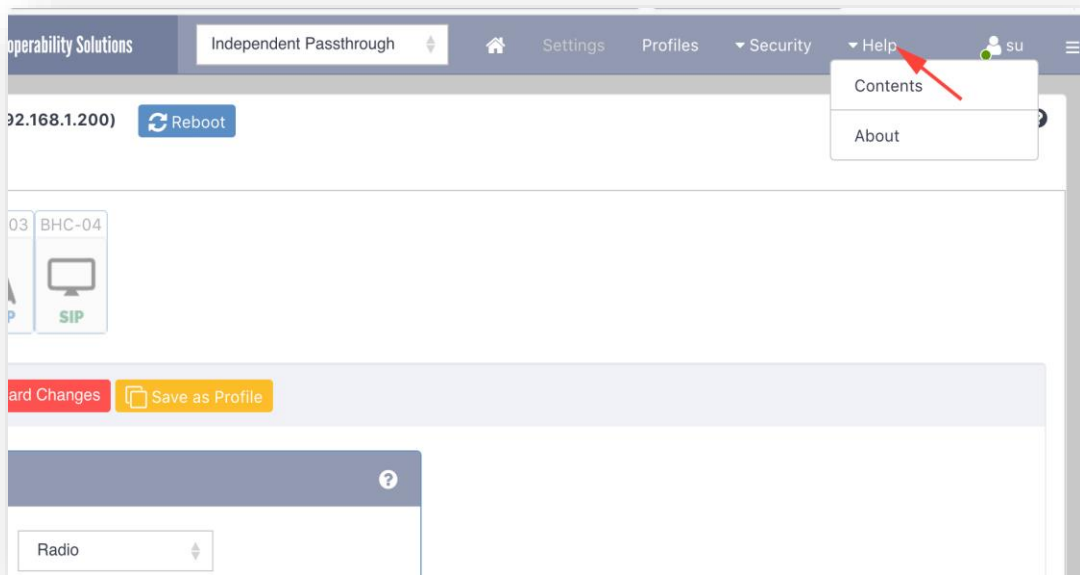 operability Solutions
Independent Passthrough
Settings
Profiles
Security
Help
su
Contents
About
92.168.1.200)
Reboot
03
BHC-04
P
SIP
ard Changes
Save as Profile
Radio